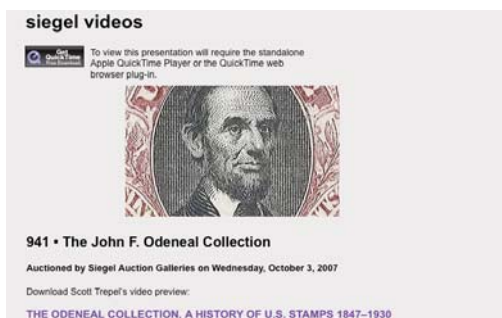 siegel videos
Get QuickTime Free Download
To view this presentation will require the standalone
Apple QuickTime Player or the QuickTime web
browser plug-in.
941 • The John F. Odeneal Collection
Auctioned by Siegel Auction Galleries on Wednesday, October 3, 2007
Download Scott Trepel's video preview:
THE ODENEAL COLLECTION, A HISTORY OF U.S. STAMPS 1847–1930